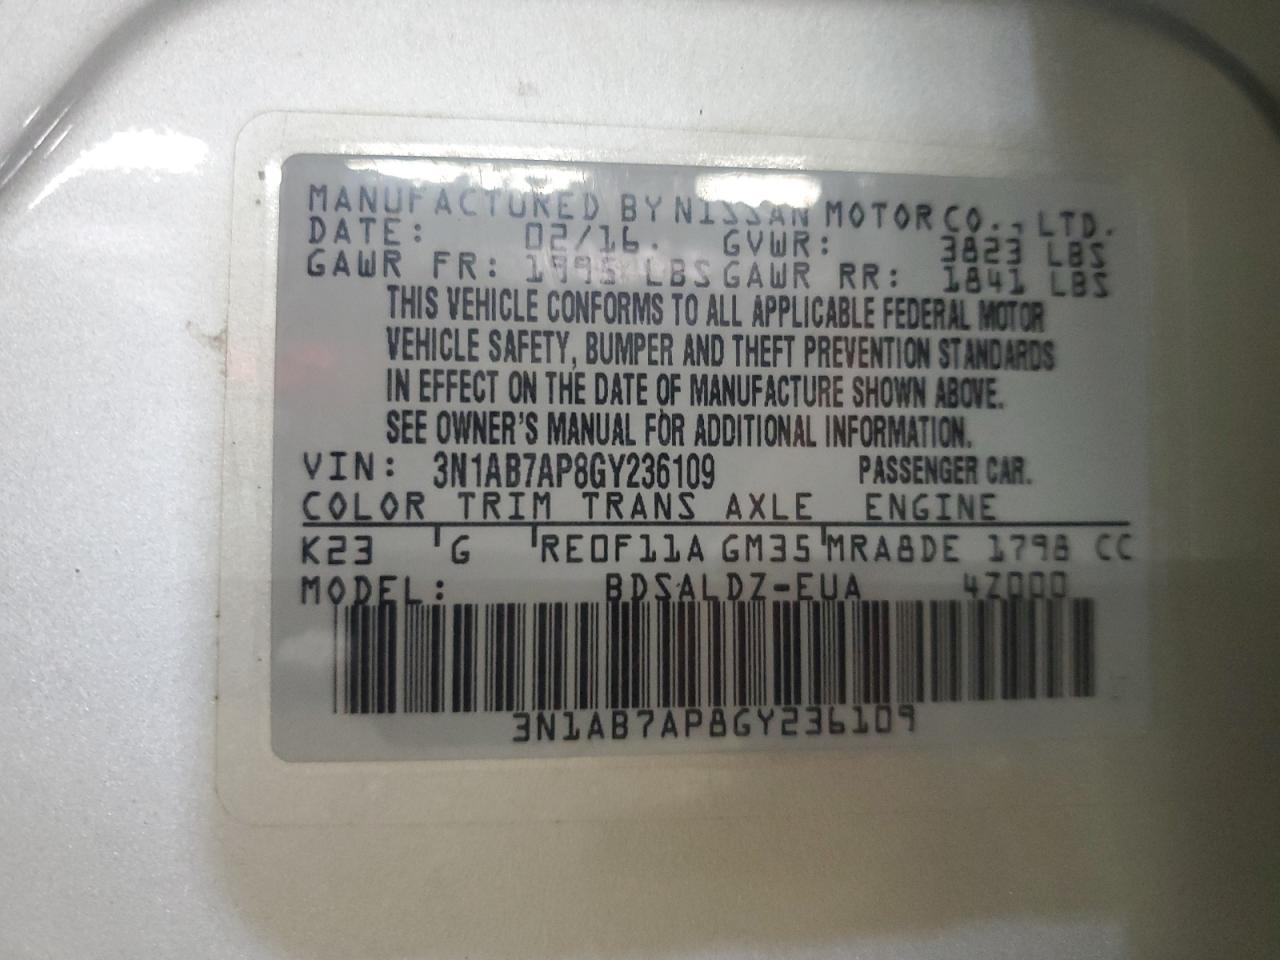 MANUFACTURED BY NISSAN MOTOR CO., LTD.
DATE: 02/16. GVWR: 3823 LBS
GAWR FR: 1995 LBS GAWR RR: 1841 LBS
THIS VEHICLE CONFORMS TO ALL APPLICABLE FEDERAL MOTOR
VEHICLE SAFETY, BUMPER AND THEFT PREVENTION STANDARDS
IN EFFECT ON THE DATE OF MANUFACTURE SHOWN ABOVE.
SEE OWNER'S MANUAL FOR ADDITIONAL INFORMATION.
VIN: 3N1AB7AP8GY236109 PASSENGER CAR.
COLOR TRIM TRANS AXLE ENGINE
K23 G RE0F11A GM35 MRA8DE 1798 CC
MODEL: BDSALDZ-EUA 4Z000
3N1AB7AP8GY236109